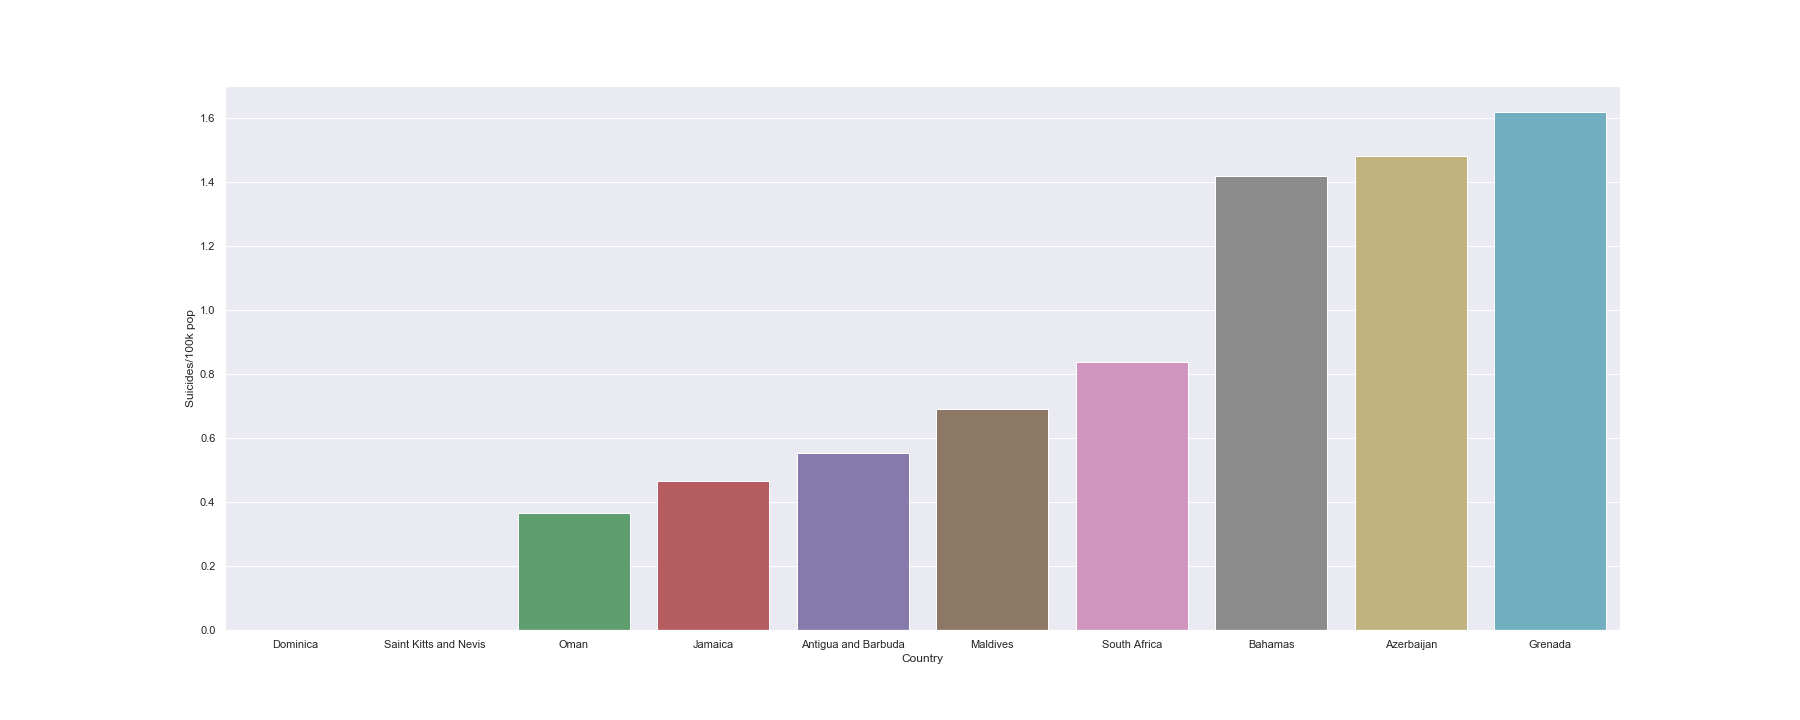 1.6
1.4
1.2
1.0
0.8
0.6
0.4
0.2
0.0
Suicides/100k pop
Dominica
Saint Kitts and Nevis
Oman
Jamaica
Antigua and Barbuda
Maldives
South Africa
Bahamas
Azerbaijan
Grenada
Country